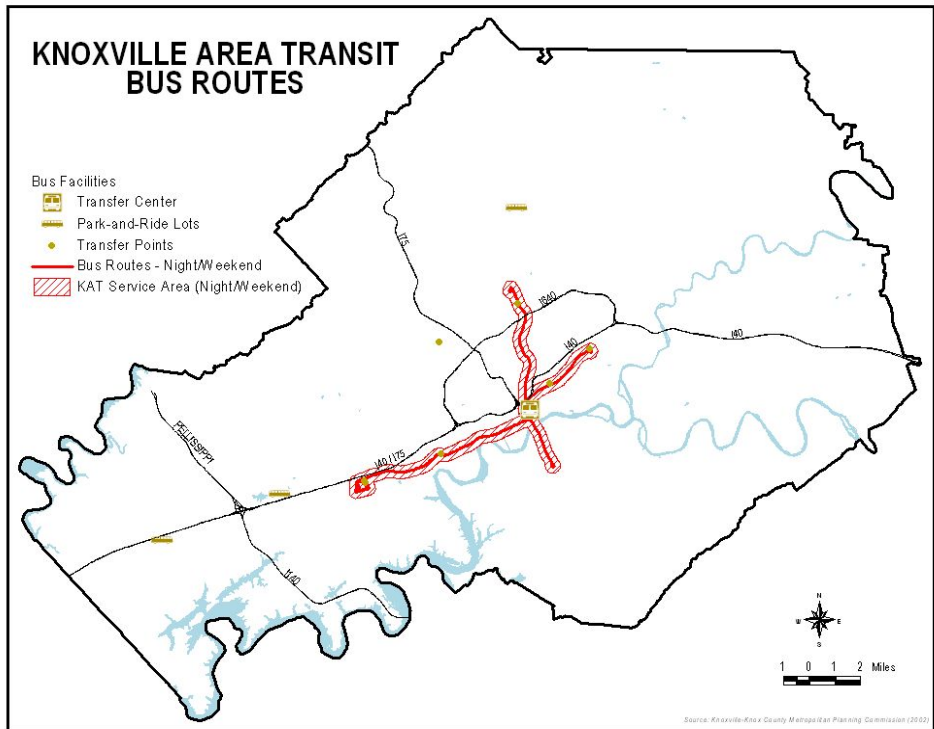 KNOXVILLE AREA TRANSIT
BUS ROUTES
Bus Facilities
Transfer Center
Park-and-Ride Lots
Transfer Points
Bus Routes - Night/Weekend
KAT Service Area (Night/Weekend)
I75
I640
I40
I40
PELLISSIPPI
I40 / I75
I140
N
W E
S
1 0 1 2 Miles
Source: Knoxville-Knox County Metropolitan Planning Commission (2002)